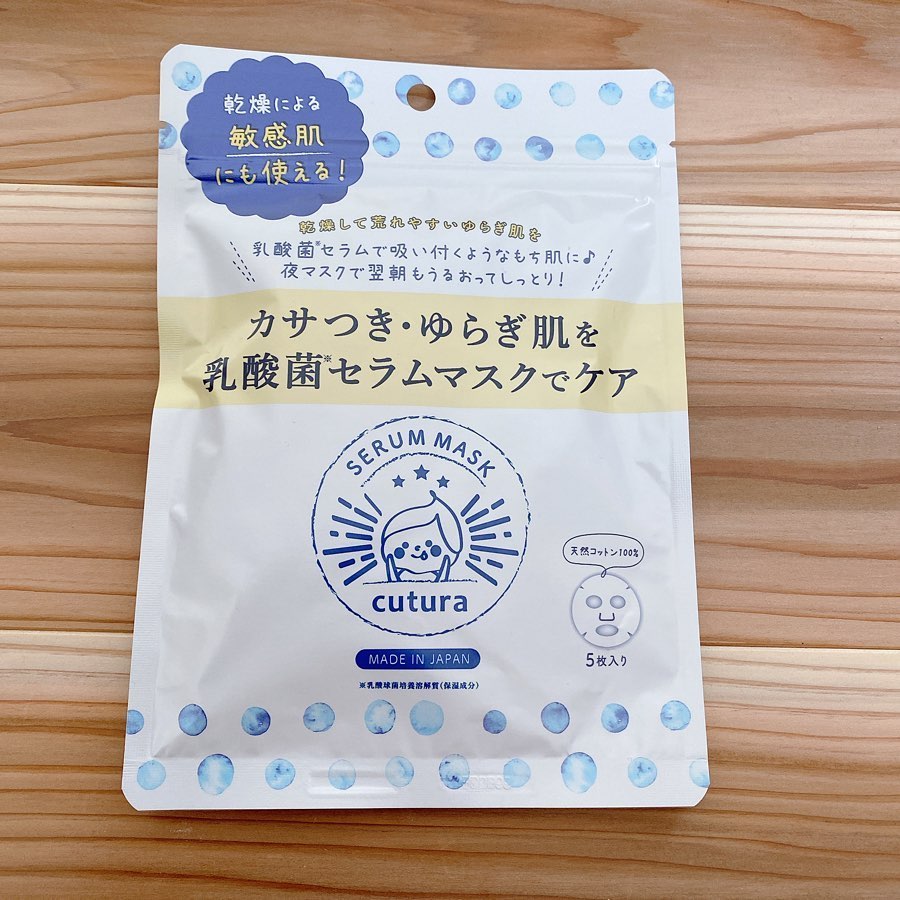 乾燥による
敏感肌
にも使える!
乾燥して荒れやすいゆらぎ肌を
乳酸菌※セラムで吸い付くようなもち肌に♪
夜マスクで翌朝もうるおってしっとり!
カサつき・ゆらぎ肌を
乳酸菌※セラムマスクでケア
SERUM MASK
cutura
天然コットン100%
5枚入り
MADE IN JAPAN
※乳酸球菌培養溶解質(保湿成分)